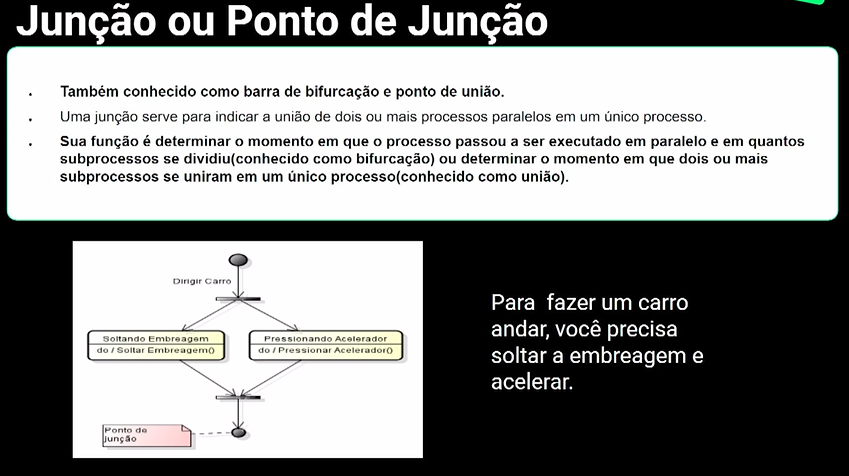 Junção ou Ponto de Junção
Também conhecido como barra de bifurcação e ponto de união.
Uma junção serve para indicar a união de dois ou mais processos paralelos em um único processo.
Sua função é determinar o momento em que o processo passou a ser executado em paralelo e em quantos
subprocessos se dividiu(conhecido como bifurcação) ou determinar o momento em que dois ou mais
subprocessos se uniram em um único processo(conhecido como união).
Dirigir Carro
Soltando Embreagem
do / Soltar Embreagem()
Pressionando Acelerador
do / Pressionar Acelerador()
Ponto de
junção
Para fazer um carro
andar, você precisa
soltar a embreagem e
acelerar.